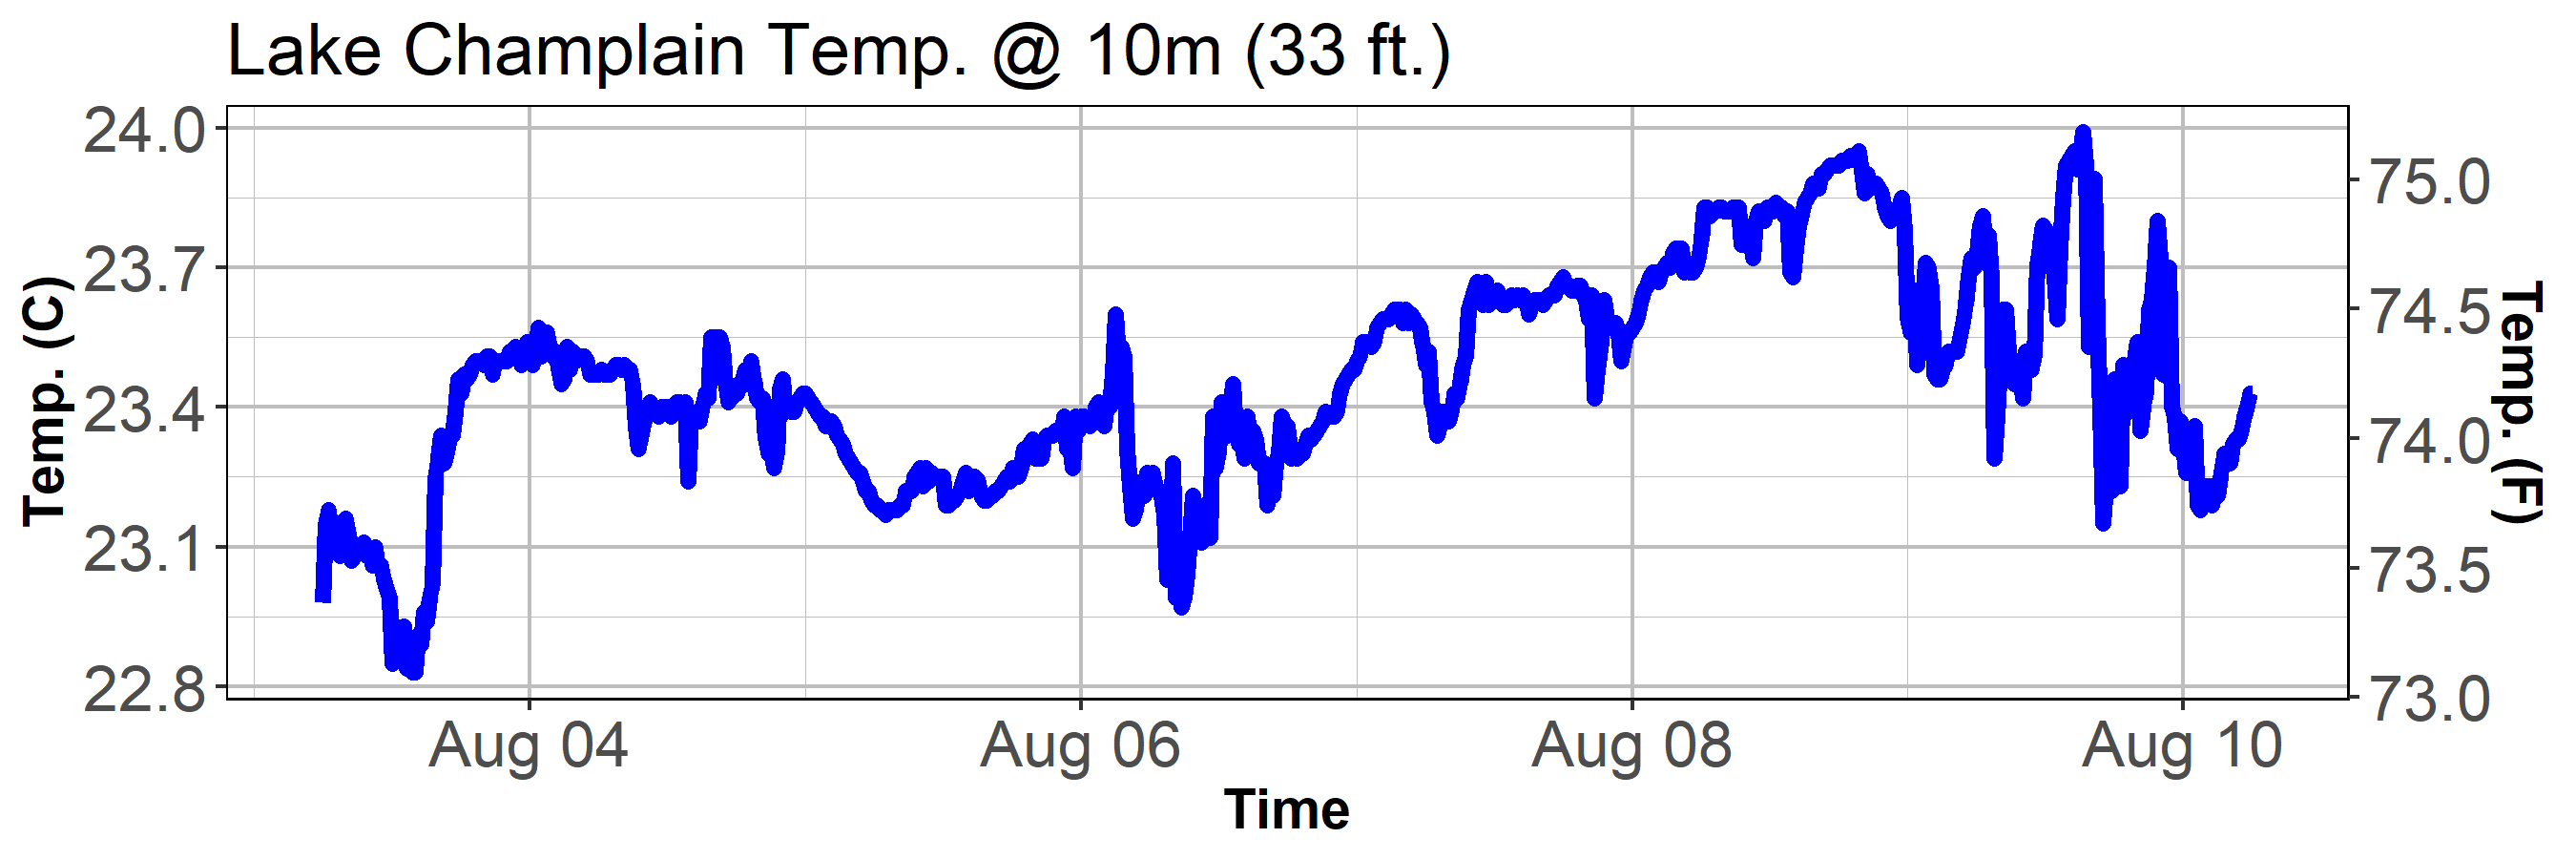 Lake Champlain Temp. @ 10m (33 ft.)
Temp. (C)
24.0
23.7
23.4
23.1
22.8
75.0
74.5
74.0
73.5
73.0
Temp. (F)
Aug 04 Aug 06 Aug 08 Aug 10
Time